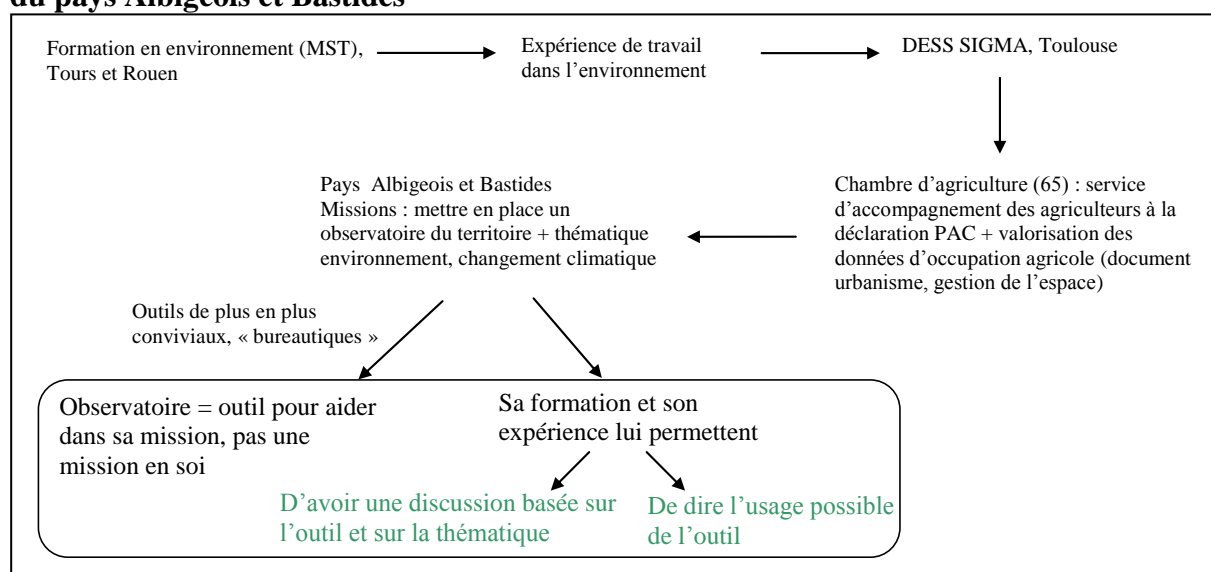 du pays Albigeois et Bastides
Formation en environnement (MST),
Tours et Rouen
Expérience de travail
dans l’environnement
DESS SIGMA, Toulouse
Chambre d’agriculture (65) : service
d’accompagnement des agriculteurs à la
déclaration PAC + valorisation des
données d’occupation agricole (document
urbanisme, gestion de l’espace)
Pays Albigeois et Bastides
Missions : mettre en place un
observatoire du territoire + thématique
environnement, changement climatique
Outils de plus en plus
conviviaux, « bureautiques »
Observatoire = outil pour aider
dans sa mission, pas une
mission en soi
Sa formation et son
expérience lui permettent
D’avoir une discussion basée sur
l’outil et sur la thématique
De dire l’usage possible
de l’outil